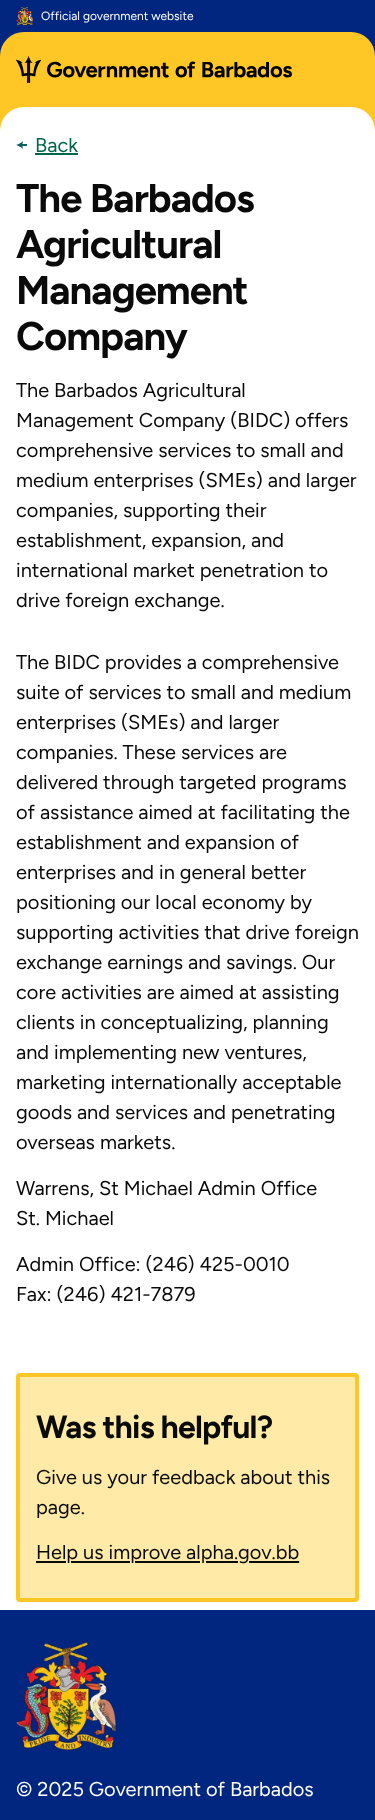 Official government website
Government of Barbados
Back
The Barbados
Agricultural
Management
Company
The Barbados Agricultural
Management Company (BIDC) offers
comprehensive services to small and
medium enterprises (SMEs) and larger
companies, supporting their
establishment, expansion, and
international market penetration to
drive foreign exchange.
The BIDC provides a comprehensive
suite of services to small and medium
enterprises (SMEs) and larger
companies. These services are
delivered through targeted programs
of assistance aimed at facilitating the
establishment and expansion of
enterprises and in general better
positioning our local economy by
supporting activities that drive foreign
exchange earnings and savings. Our
core activities are aimed at assisting
clients in conceptualizing, planning
and implementing new ventures,
marketing internationally acceptable
goods and services and penetrating
overseas markets.
Warrens, St Michael Admin Office
St. Michael
Admin Office: (246) 425-0010
Fax: (246) 421-7879
Was this helpful?
Give us your feedback about this
page.
Help us improve alpha.gov.bb
PRIDE AND INDUSTRY
© 2025 Government of Barbados